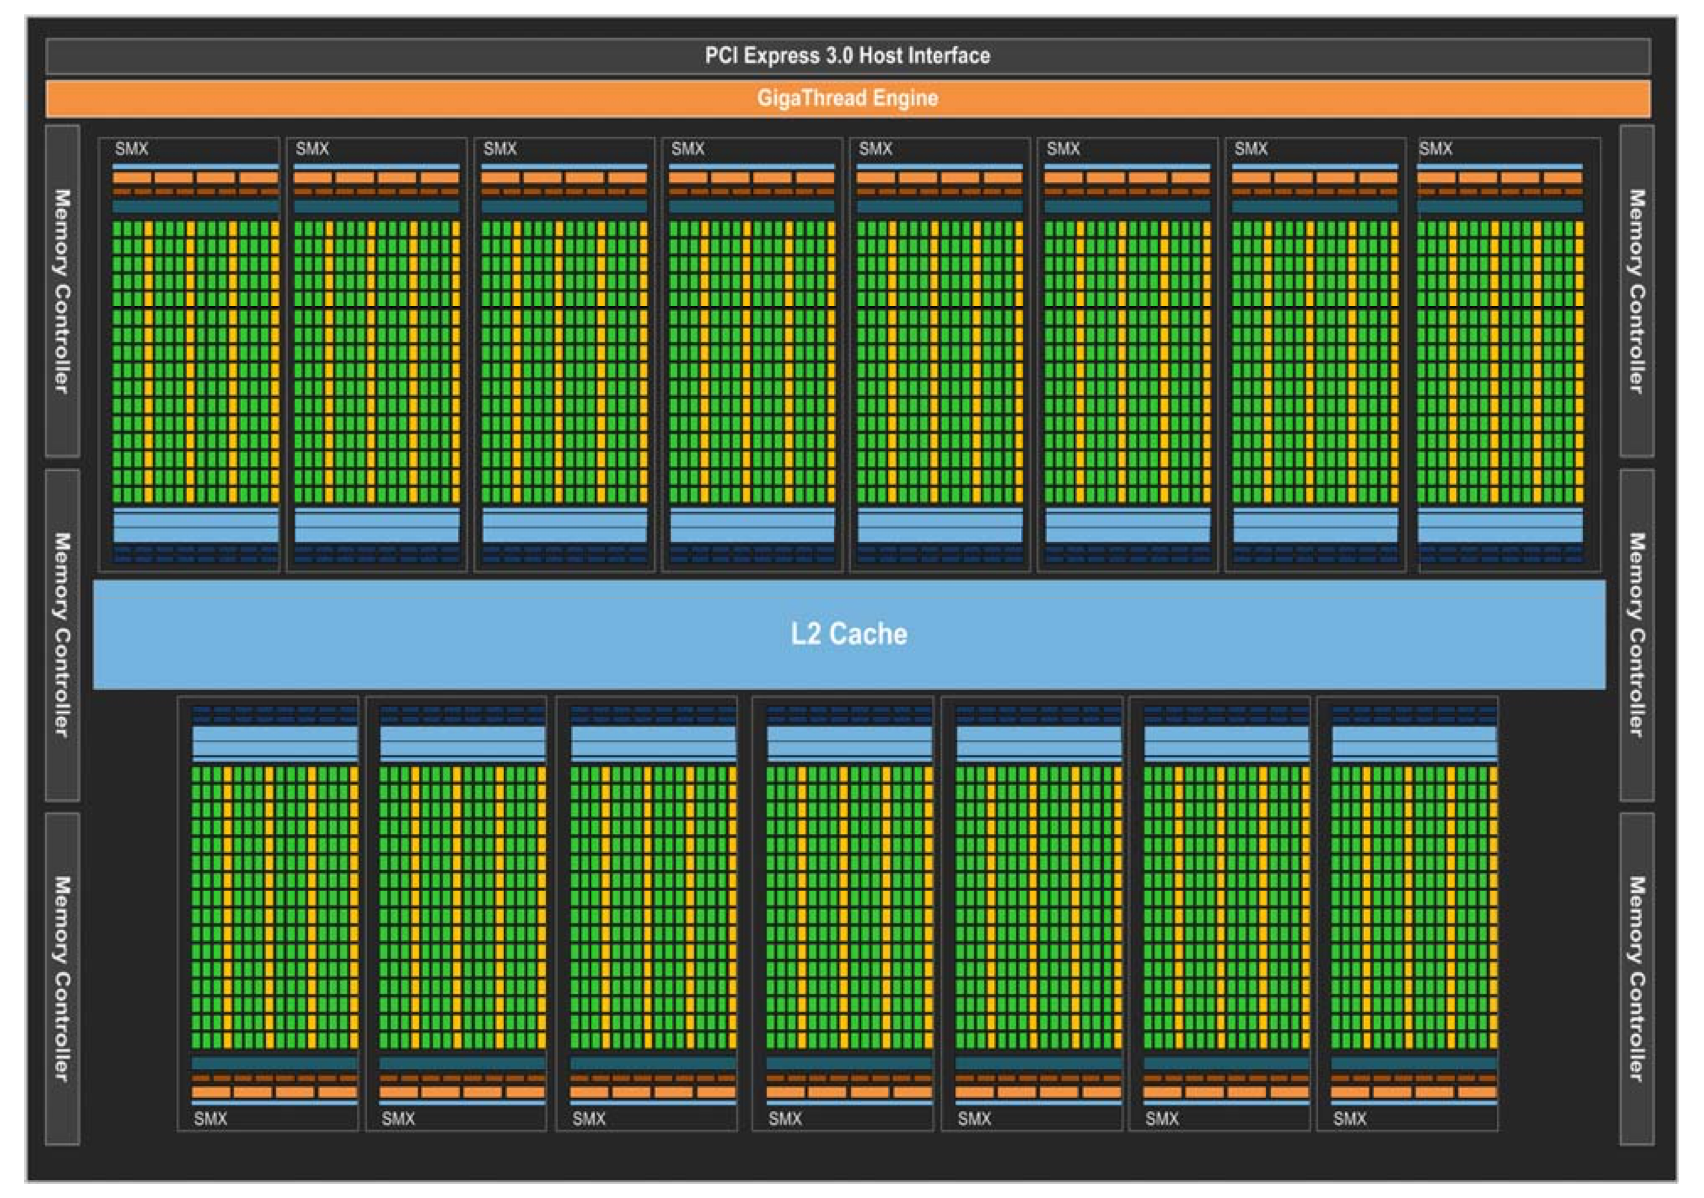 PCI Express 3.0 Host Interface
GigaThread Engine
SMX
SMX
SMX
SMX
SMX
SMX
SMX
SMX
Memory Controller
Memory Controller
Memory Controller
Memory Controller
L2 Cache
Memory Controller
Memory Controller
SMX
SMX
SMX
SMX
SMX
SMX
SMX